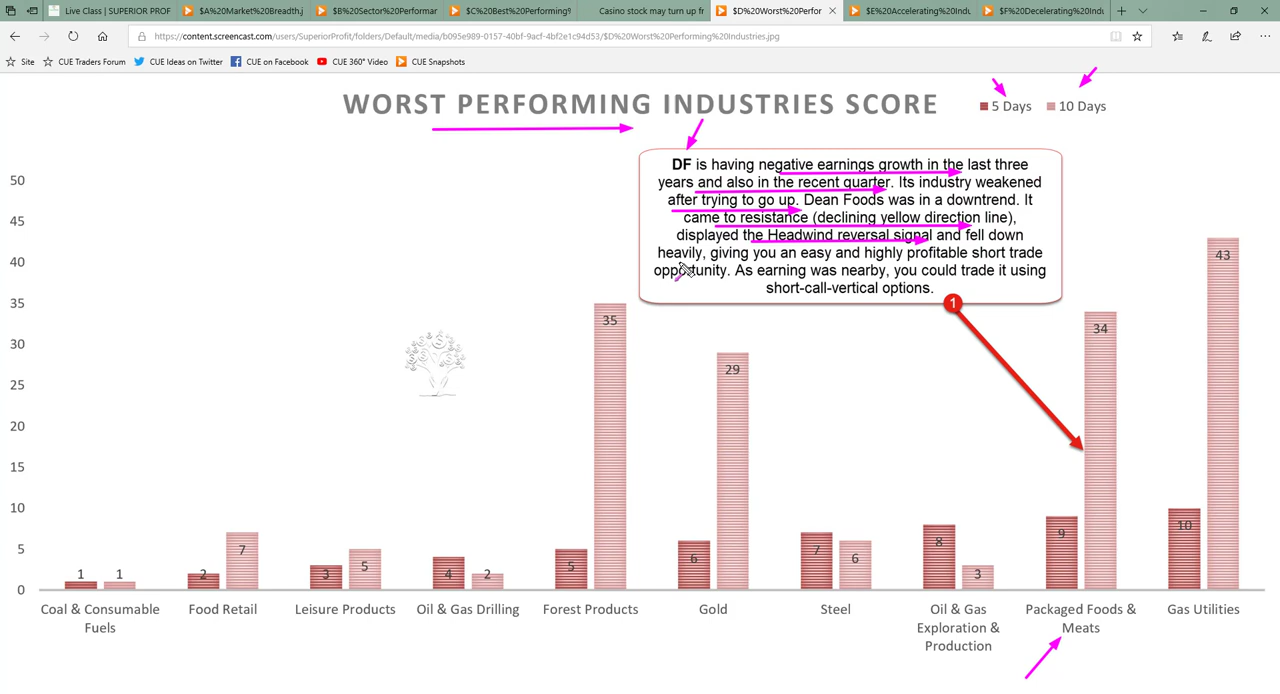 Live Class | SUPERIOR PROF
$A%20Market%20Breadth.j
$B%20Sector%20Performar
$C%20Best%20Performing%
Casino stock may turn up fr
$D%20Worst%20Perfor
$E%20Accelerating%20Indu
$F%20Decelerating%20Indu
https://content.screencast.com/users/SuperiorProfit/folders/Default/media/b095e989-0157-40bf-9acf-4bf2e1c94d53/$D%20Worst%20Performing%20Industries.jpg
Site
CUE Traders Forum
CUE Ideas on Twitter
CUE on Facebook
CUE 360° Video
CUE Snapshots
WORST PERFORMING INDUSTRIES SCORE
5 Days
10 Days
DF is having negative earnings growth in the last three
years and also in the recent quarter. Its industry weakened
after trying to go up. Dean Foods was in a downtrend. It
came to resistance (declining yellow direction line),
displayed the Headwind reversal signal and fell down
heavily, giving you an easy and highly profitable short trade
opportunity. As earning was nearby, you could trade it using
short-call-vertical options.
1
50
45
40
35
30
25
20
15
10
5
0
1
1
2
7
3
5
4
2
5
35
6
29
7
6
8
3
9
34
10
43
Coal & Consumable
Fuels
Food Retail
Leisure Products
Oil & Gas Drilling
Forest Products
Gold
Steel
Oil & Gas
Exploration &
Production
Packaged Foods &
Meats
Gas Utilities